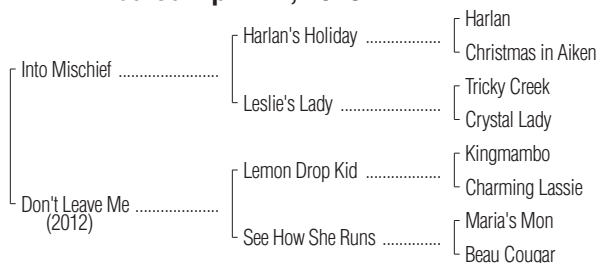 Harlan
Harlan's Holiday ..................
Christmas in Aiken
Into Mischief ........................
Tricky Creek
Leslie's Lady ........................
Crystal Lady
Kingmambo
Lemon Drop Kid ..................
Charming Lassie
Don't Leave Me ....................
(2012)
Maria's Mon
See How She Runs ..............
Beau Cougar